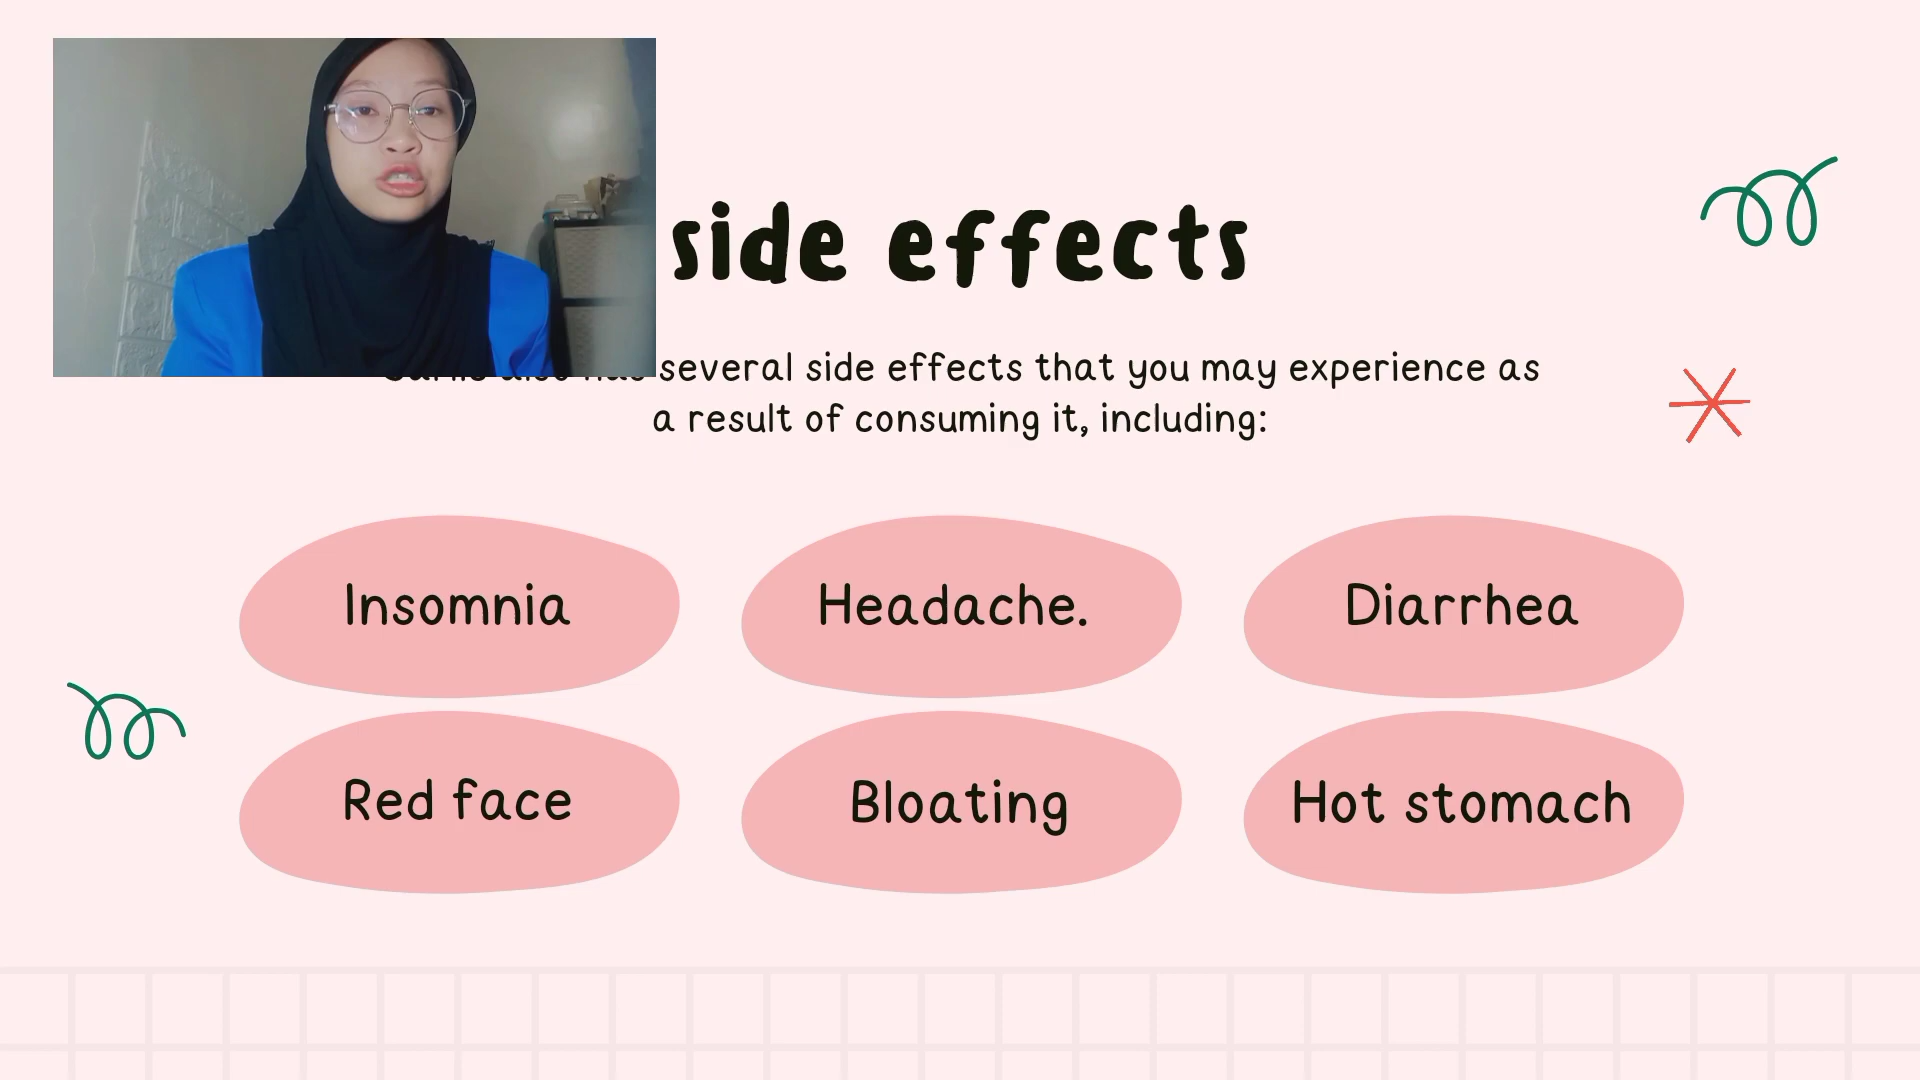 side effects
several side effects that you may experience as
a result of consuming it, including:
Insomnia
Headache.
Diarrhea
Red face
Bloating
Hot stomach